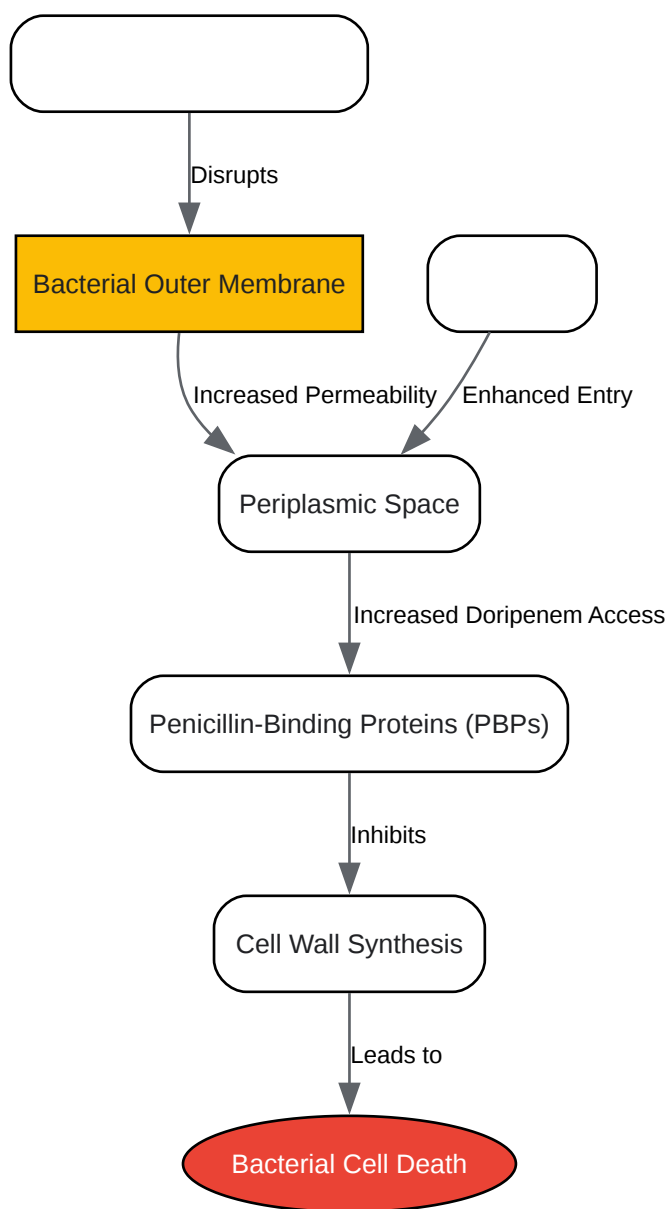 Disrupts
Bacterial Outer Membrane
Increased Permeability
Enhanced Entry
Periplasmic Space
Increased Doripenem Access
Penicillin-Binding Proteins (PBPs)
Inhibits
Cell Wall Synthesis
Leads to
Bacterial Cell Death